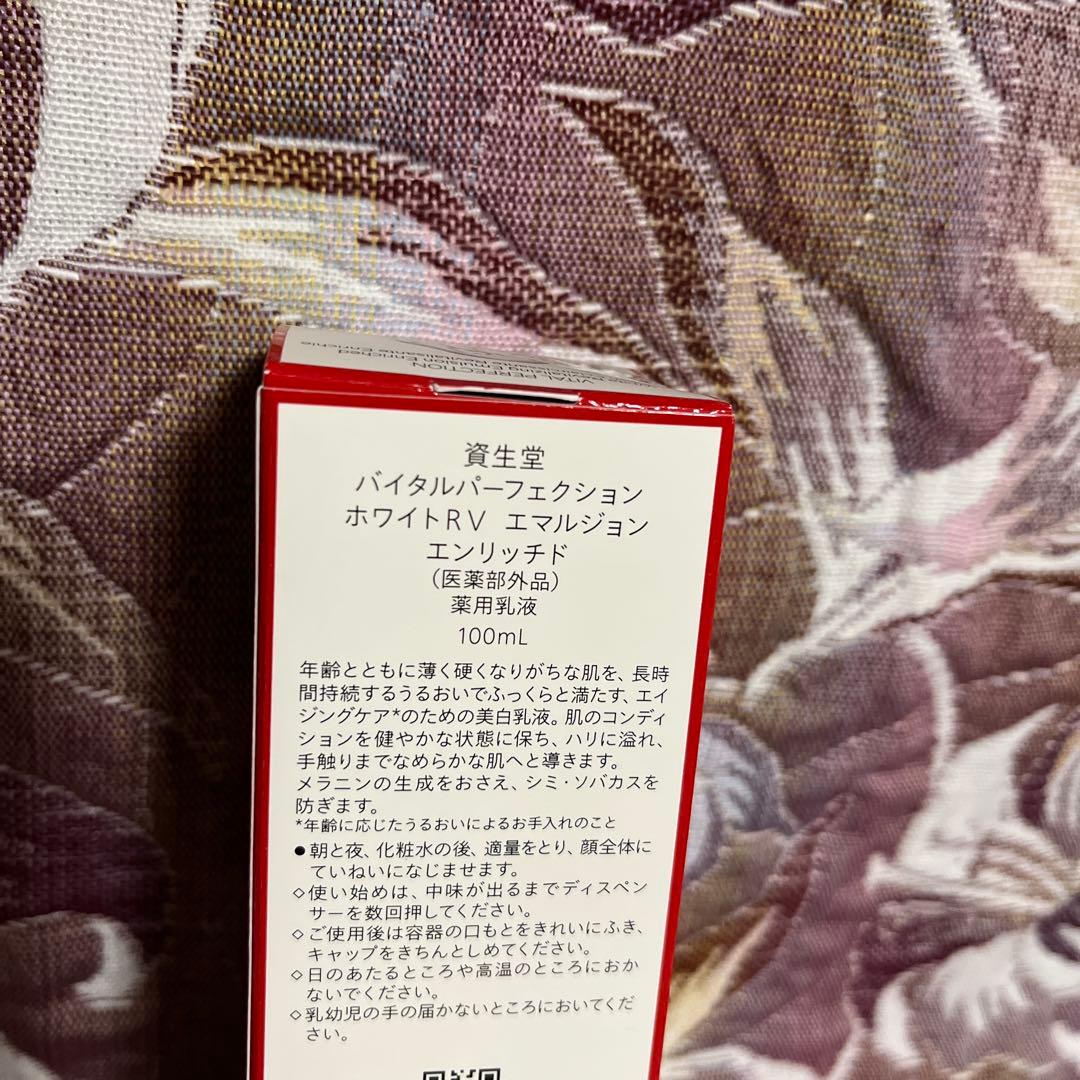 VITAL PERFECTION
Revitalizing Emulsion Enriched
Revitalisante Enrichie
資生堂
バイタルパーフェクション
ホワイトRV エマルジョン
エンリッチド
(医薬部外品)
薬用乳液
100mL
年齢とともに薄く硬くなりがちな肌を、長時
間持続するうるおいでふっくらと満たす、エイ
ジングケア*のための美白乳液。肌のコンディ
ションを健やかな状態に保ち、ハリに溢れ、
手触りまでなめらかな肌へと導きます。
メラニンの生成をおさえ、シミ・ソバカスを
防ぎます。
*年齢に応じたうるおいによるお手入れのこと
●朝と夜、化粧水の後、適量をとり、顔全体に
ていねいになじませます。
◇使い始めは、中味が出るまでディスペン
サーを数回押してください。
◇ご使用後は容器の口もとをきれいにふき、
キャップをきちんとしめてください。
◇日のあたるところや高温のところにおか
ないでください。
◇乳幼児の手の届かないところにおいてくだ
さい。